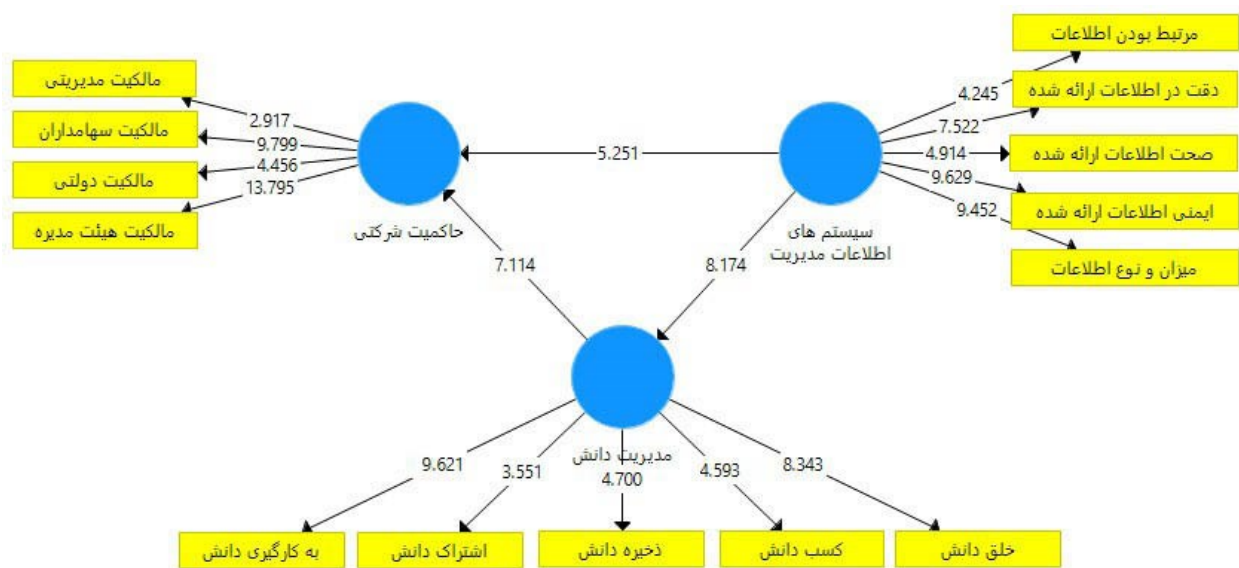 مرتبط بودن اطلاعات
4.245
دقت در اطلاعات ارائه شده
7.522
صحت اطلاعات ارائه شده
4.914
ایمنی اطلاعات ارائه شده
9.629
میزان و نوع اطلاعات
9.452
سیستم های
اطلاعات مدیریت
5.251
8.174
7.114
حاکمیت شرکتی
مالکیت مدیریتی
2.917
مالکیت سهامداران
9.799
مالکیت دولتی
4.456
مالکیت هیئت مدیره
13.795
مدیریت دانش
8.343
4.593
4.700
3.551
9.621
خلق دانش
کسب دانش
ذخیره دانش
اشتراک دانش
به کارگیری دانش